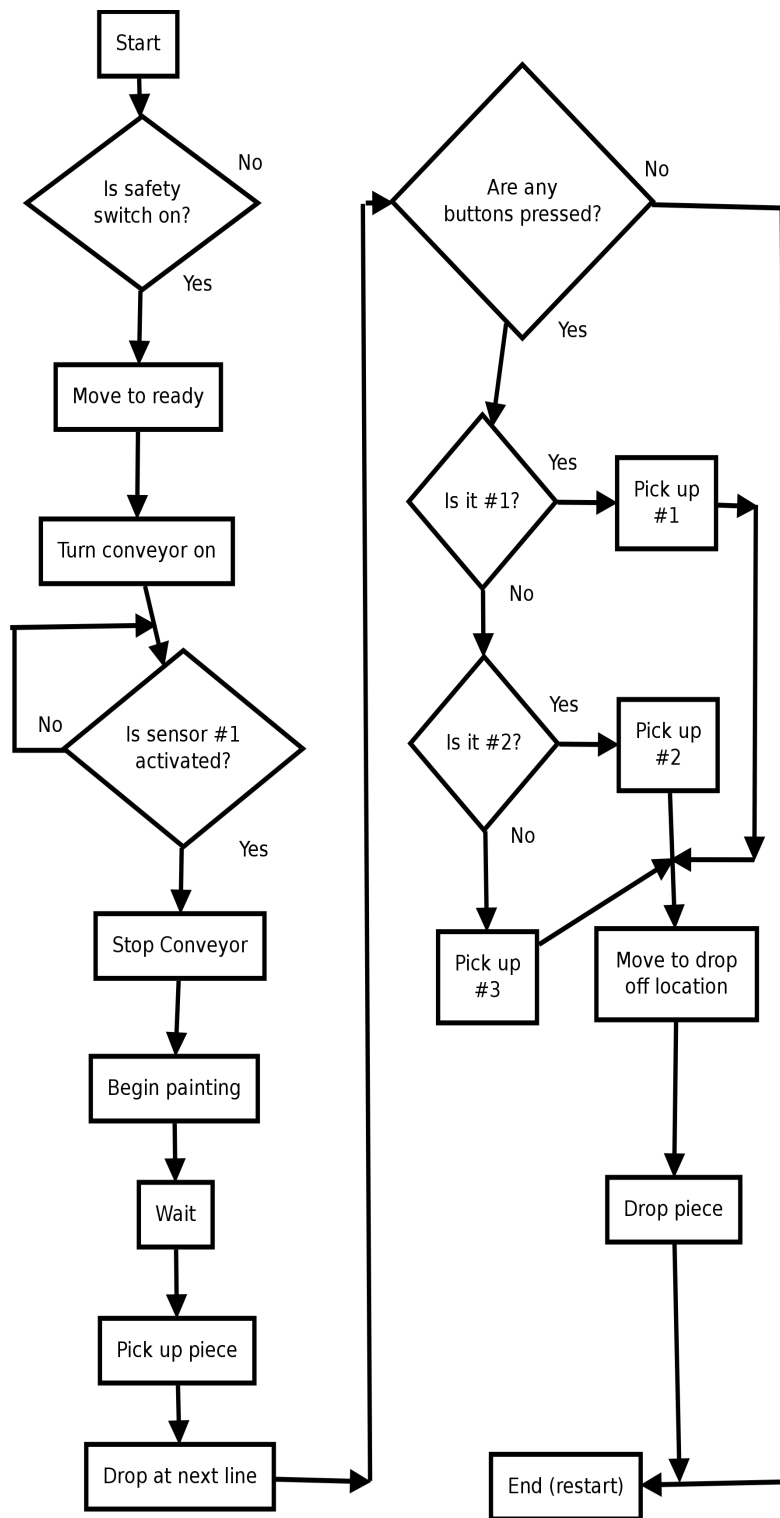 Start
Is safety
switch on?
No
Yes
Move to ready
Turn conveyor on
Is sensor #1
activated?
No
Yes
Stop Conveyor
Begin painting
Wait
Pick up piece
Drop at next line
Are any
buttons pressed?
No
Yes
Is it #1?
Yes
Pick up
#1
No
Is it #2?
Yes
Pick up
#2
No
Pick up
#3
Move to drop
off location
Drop piece
End (restart)